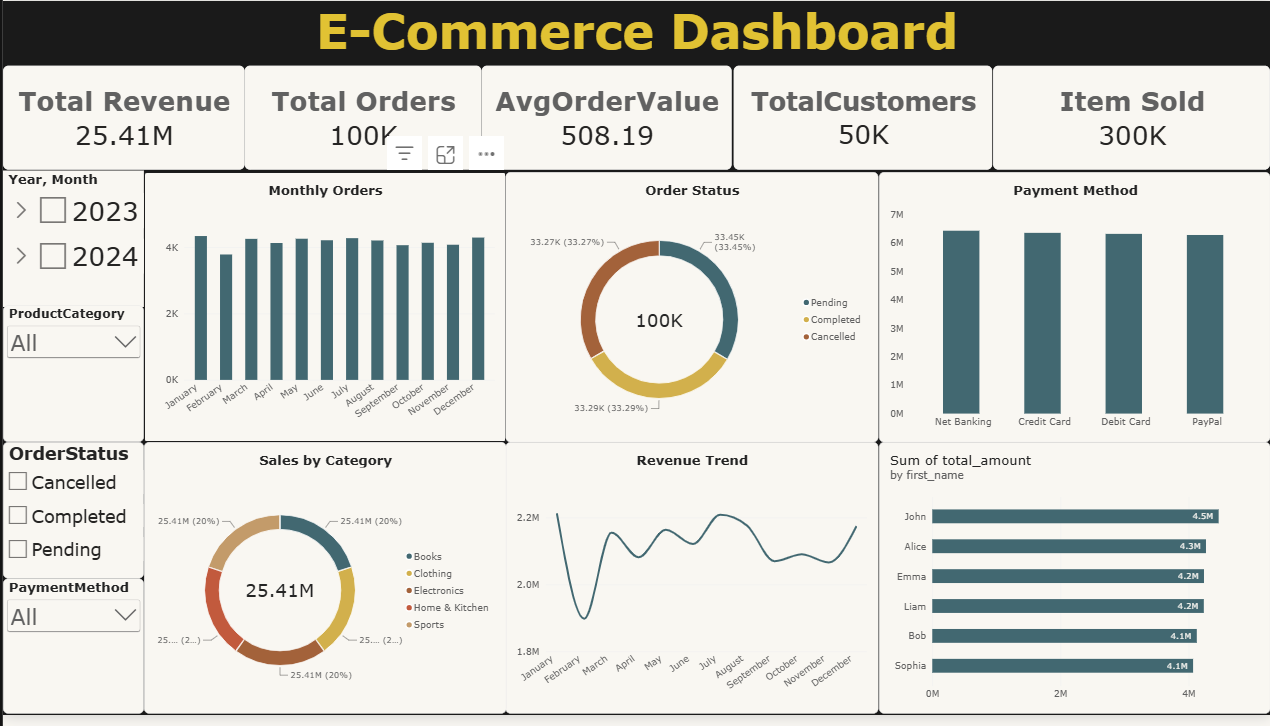 E-Commerce Dashboard
Total Revenue
25.41M
Total Orders
100K
AvgOrderValue
508.19
TotalCustomers
50K
Item Sold
300K
Year, Month
2023
2024
ProductCategory
All
OrderStatus
Cancelled
Completed
Pending
PaymentMethod
All
Monthly Orders
4K
2K
0K
January
February
March
April
May
June
July
August
September
October
November
December
Order Status
33.27K (33.27%)
33.45K
(33.45%)
100K
33.29K (33.29%)
Pending
Completed
Cancelled
Payment Method
7M
6M
5M
4M
3M
2M
1M
0M
Net Banking
Credit Card
Debit Card
PayPal
Sales by Category
25.41M (20%)
25.41M (20%)
25.41M
25.... (2...)
25.... (2...)
25.41M (20%)
Books
Clothing
Electronics
Home & Kitchen
Sports
Revenue Trend
2.2M
2.0M
1.8M
January
February
March
April
May
June
July
August
September
October
November
December
Sum of total_amount
by first_name
John
4.5M
Alice
4.3M
Emma
4.2M
Liam
4.2M
Bob
4.1M
Sophia
4.1M
0M
2M
4M